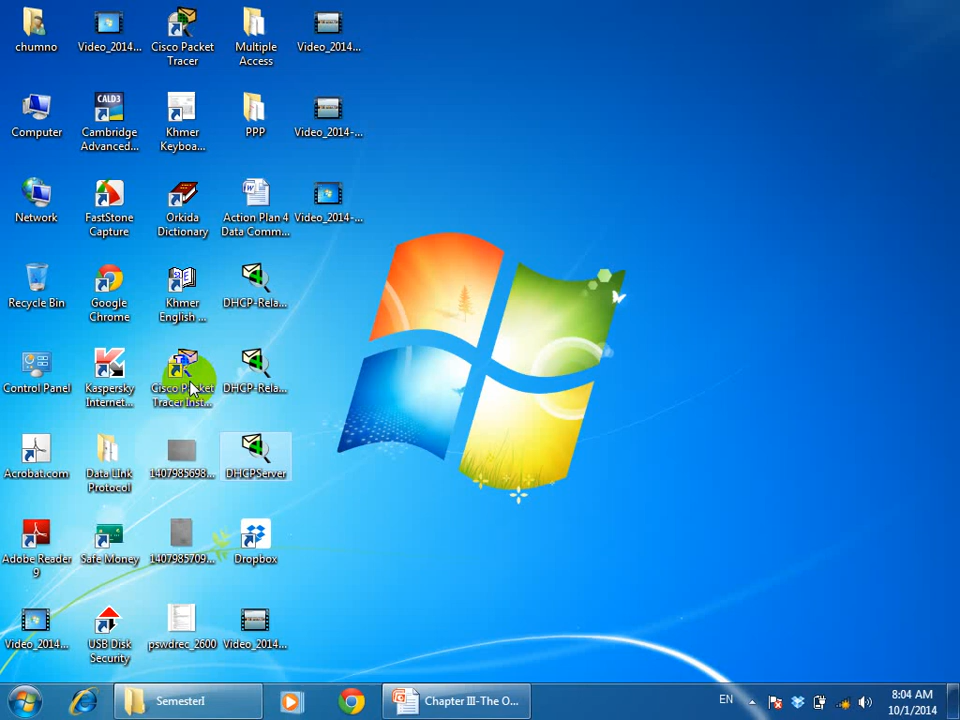 chumno
Video_2014...
Cisco Packet
Tracer
Multiple
Access
Video_2014...
Computer
CALD3
Cambridge
Advanced...
Khmer
Keyboa...
PPP
Video_2014-...
Network
FastStone
Capture
Orkida
Dictionary
Action Plan 4
Data Comm...
Video_2014-...
Recycle Bin
Google
Chrome
Khmer
English ...
DHCP-Rela...
Control Panel
Kaspersky
Internet...
Cisco Packet
Tracer Inst...
DHCP-Rela...
Acrobat.com
Data Link
Protocol
1407985698...
DHCPServer
Adobe Reader
9
Safe Money
1407985709...
Dropbox
Video_2014...
USB Disk
Security
pswdrec_2600
Video_2014...
SemesterI
Chapter III-The O...
EN
8:04 AM
10/1/2014